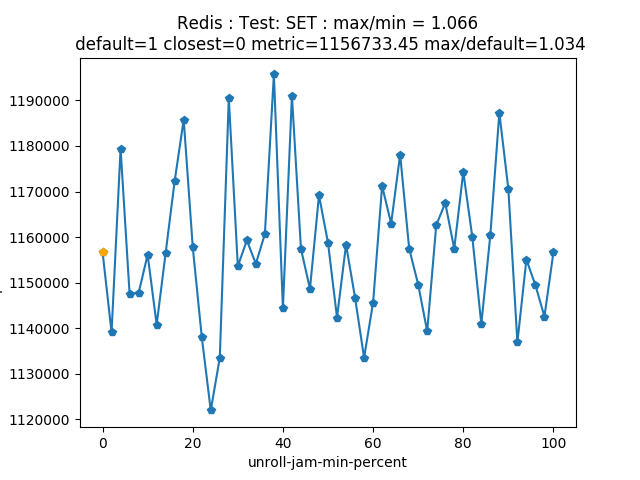 Redis : Test: SET : max/min = 1.066
default=1 closest=0 metric=1156733.45 max/default=1.034
1190000
1180000
1170000
1160000
1150000
1140000
1130000
1120000
0 20 40 60 80 100
unroll-jam-min-percent